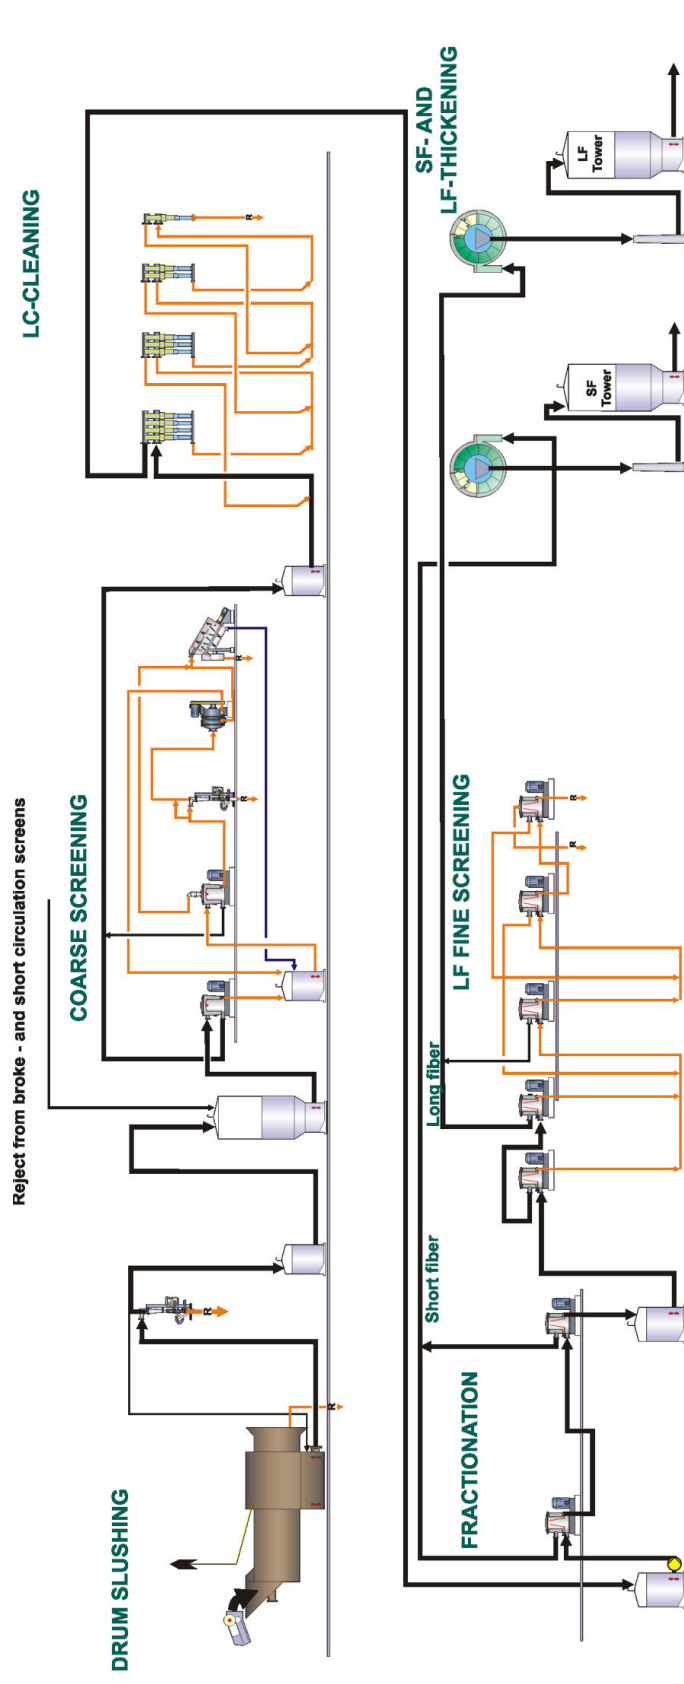 Reject from broke - and short circulation screens
DRUM SLUSHING
COARSE SCREENING
LC-CLEANING
R
R
R
R
R
FRACTIONATION
Short fiber
Long fiber
LF FINE SCREENING
SF- AND
LF-THICKENING
R
R
SF
Tower
LF
Tower